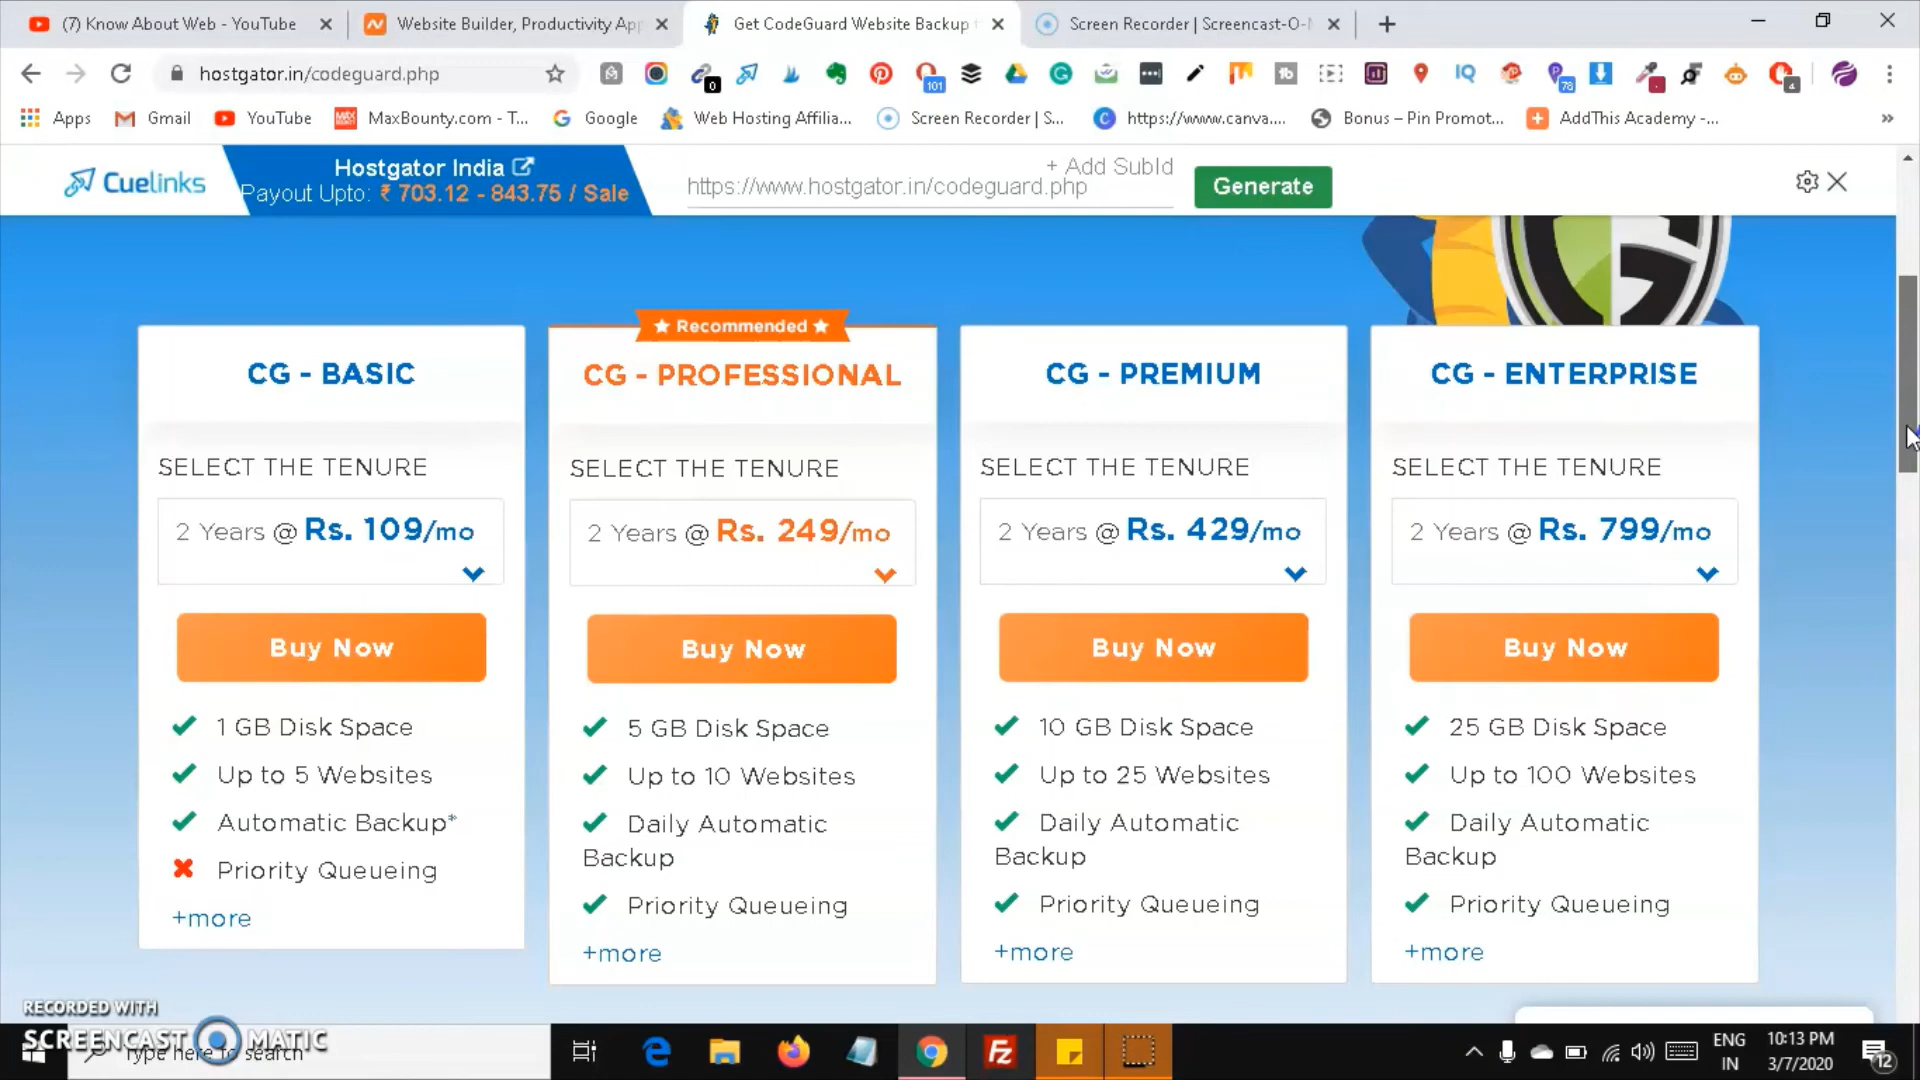 (7) Know About Web - YouTube
Website Builder, Productivity App
Get CodeGuard Website Backup
Screen Recorder | Screencast-O-
hostgator.in/codeguard.php
0
101
IQ
78
Apps
Gmail
YouTube
MaxBounty.com - T...
Google
Web Hosting Affilia...
Screen Recorder | S...
https://www.canva....
Bonus – Pin Promot...
AddThis Academy -...
»
Cuelinks
Hostgator India
Payout Upto: ₹ 703.12 - 843.75 / Sale
+ Add SubId
https://www.hostgator.in/codeguard.php
Generate
Recommended
CG - BASIC
SELECT THE TENURE
2 Years @ Rs. 109/mo
Buy Now
1 GB Disk Space
Up to 5 Websites
Automatic Backup*
Priority Queueing
+more
CG - PROFESSIONAL
SELECT THE TENURE
2 Years @ Rs. 249/mo
Buy Now
5 GB Disk Space
Up to 10 Websites
Daily Automatic
Backup
Priority Queueing
+more
CG - PREMIUM
SELECT THE TENURE
2 Years @ Rs. 429/mo
Buy Now
10 GB Disk Space
Up to 25 Websites
Daily Automatic
Backup
Priority Queueing
+more
CG - ENTERPRISE
SELECT THE TENURE
2 Years @ Rs. 799/mo
Buy Now
25 GB Disk Space
Up to 100 Websites
Daily Automatic
Backup
Priority Queueing
+more
RECORDED WITH
SCREENCAST MATIC
Type here to search
ENG
IN
10:13 PM
3/7/2020
12